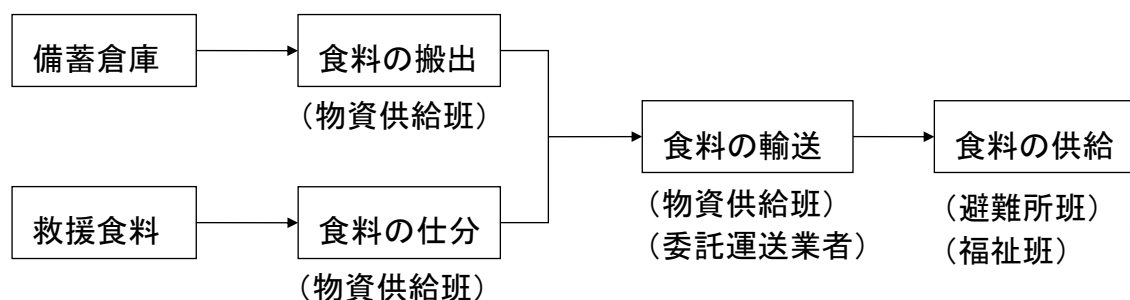 備蓄倉庫
食料の搬出
(物資供給班)
救援食料
食料の仕分
(物資供給班)
食料の輸送
(物資供給班)
(委託運送業者)
食料の供給
(避難所班)
(福祉班)